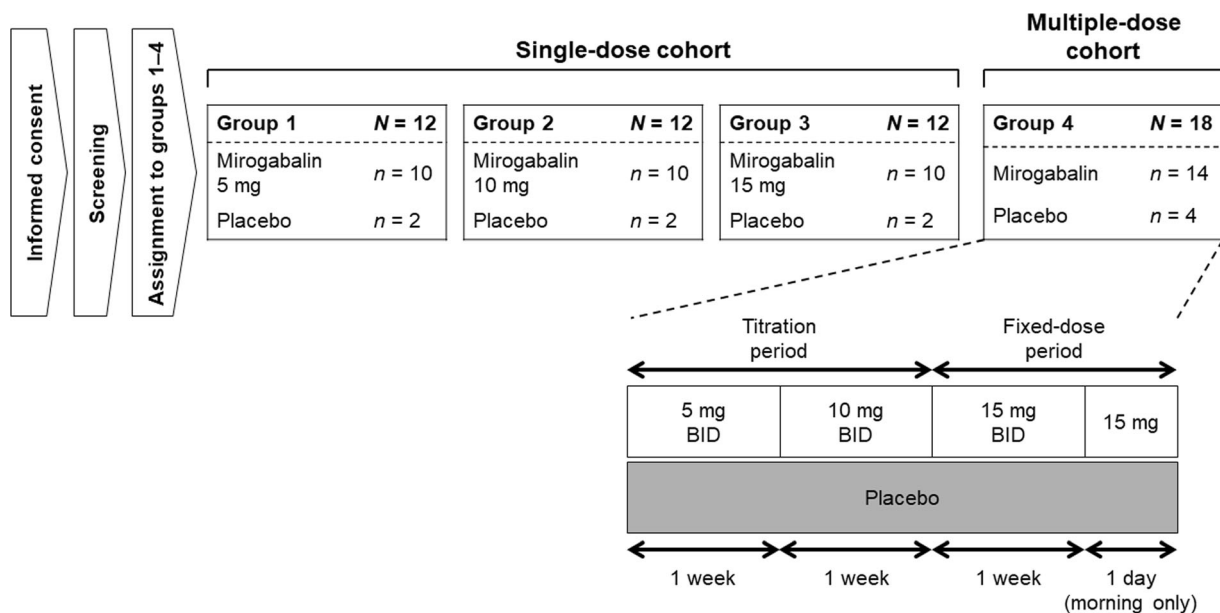 Informed consent
Screening
Assignment to groups 1–4
Single-dose cohort
Multiple-dose
cohort
Group 1 N = 12
Mirogabalin
5 mg n = 10
Placebo n = 2
Group 2 N = 12
Mirogabalin
10 mg n = 10
Placebo n = 2
Group 3 N = 12
Mirogabalin
15 mg n = 10
Placebo n = 2
Group 4 N = 18
Mirogabalin n = 14
Placebo n = 4
Titration
period
Fixed-dose
period
5 mg
BID
10 mg
BID
15 mg
BID
15 mg
Placebo
1 week
1 week
1 week
1 day
(morning only)